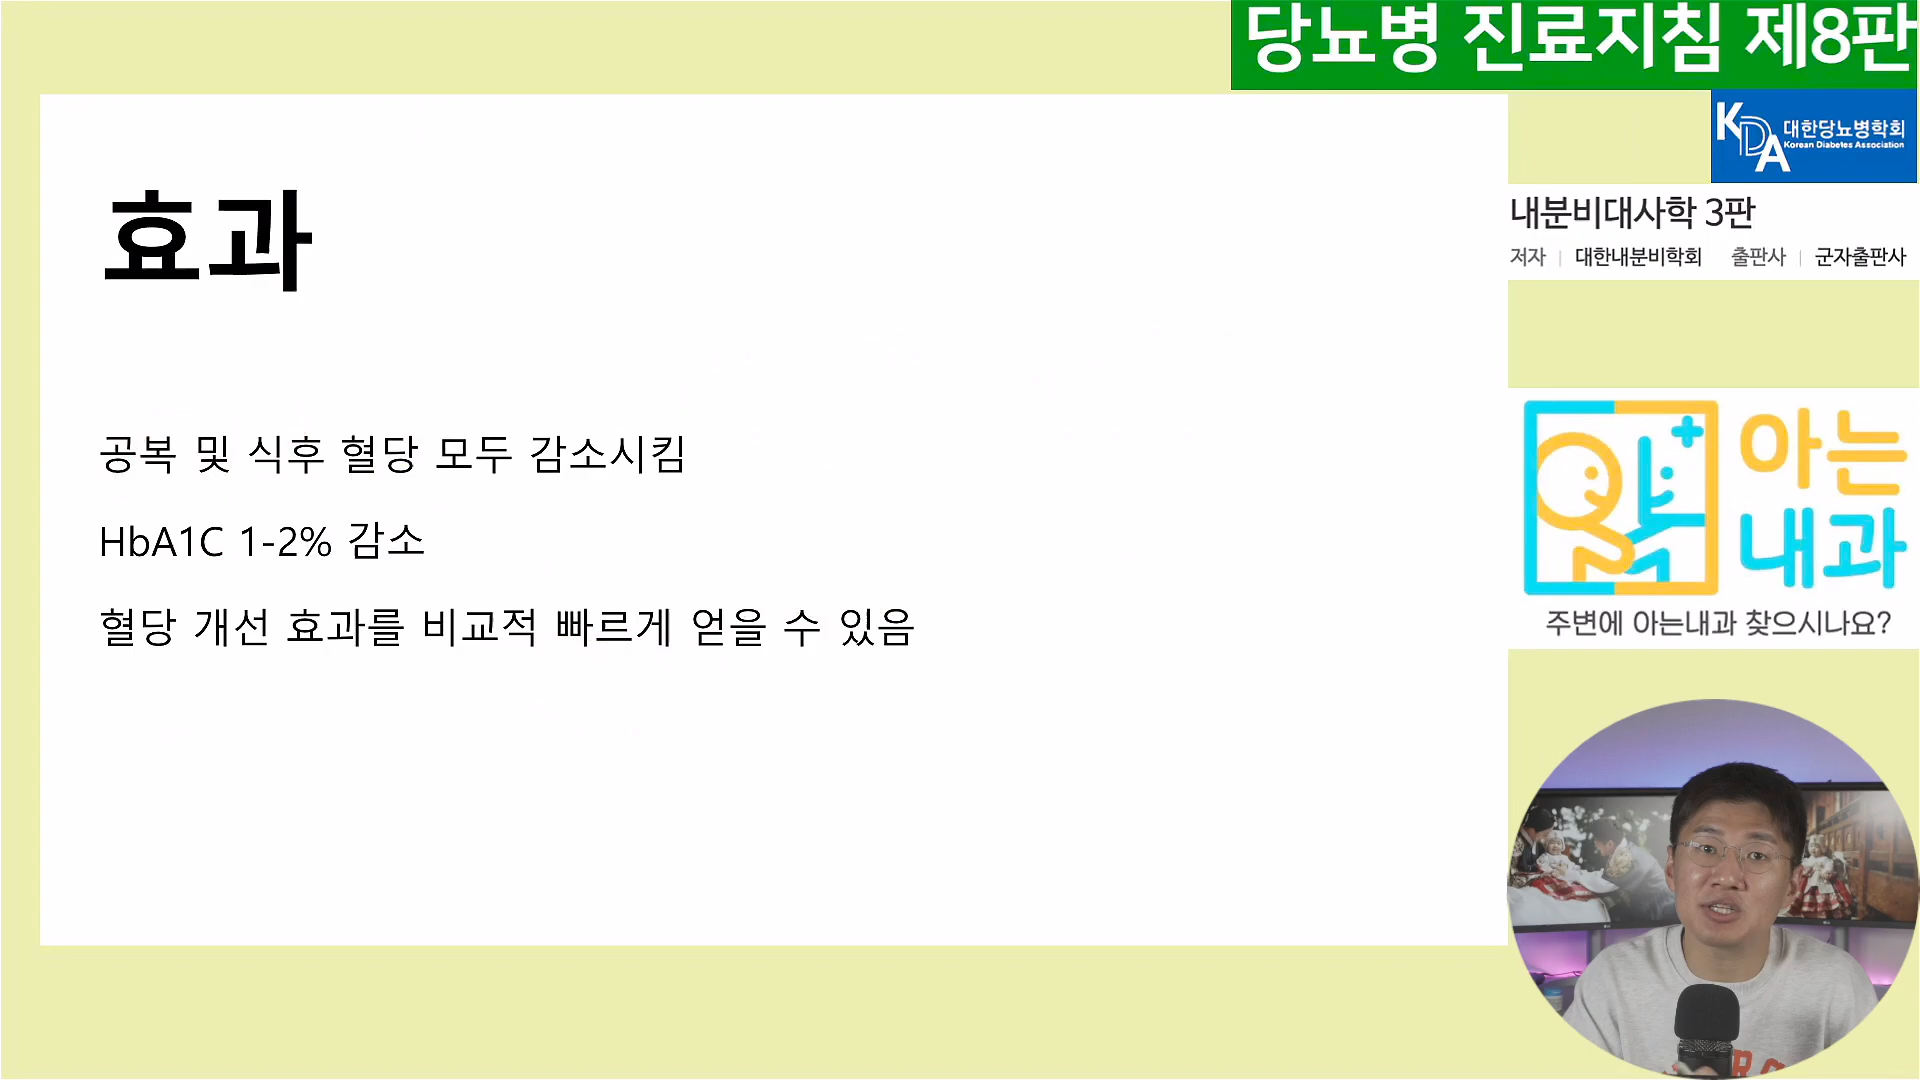 당뇨병 진료지침 제8판
KDA 대한당뇨병학회
Korean Diabetes Association
내분비대사학 3판
저자 | 대한내분비학회 출판사 | 군자출판사
효과
공복 및 식후 혈당 모두 감소시킴
HbA1C 1-2% 감소
혈당 개선 효과를 비교적 빠르게 얻을 수 있음
아는
내과
주변에 아는내과 찾으시나요?